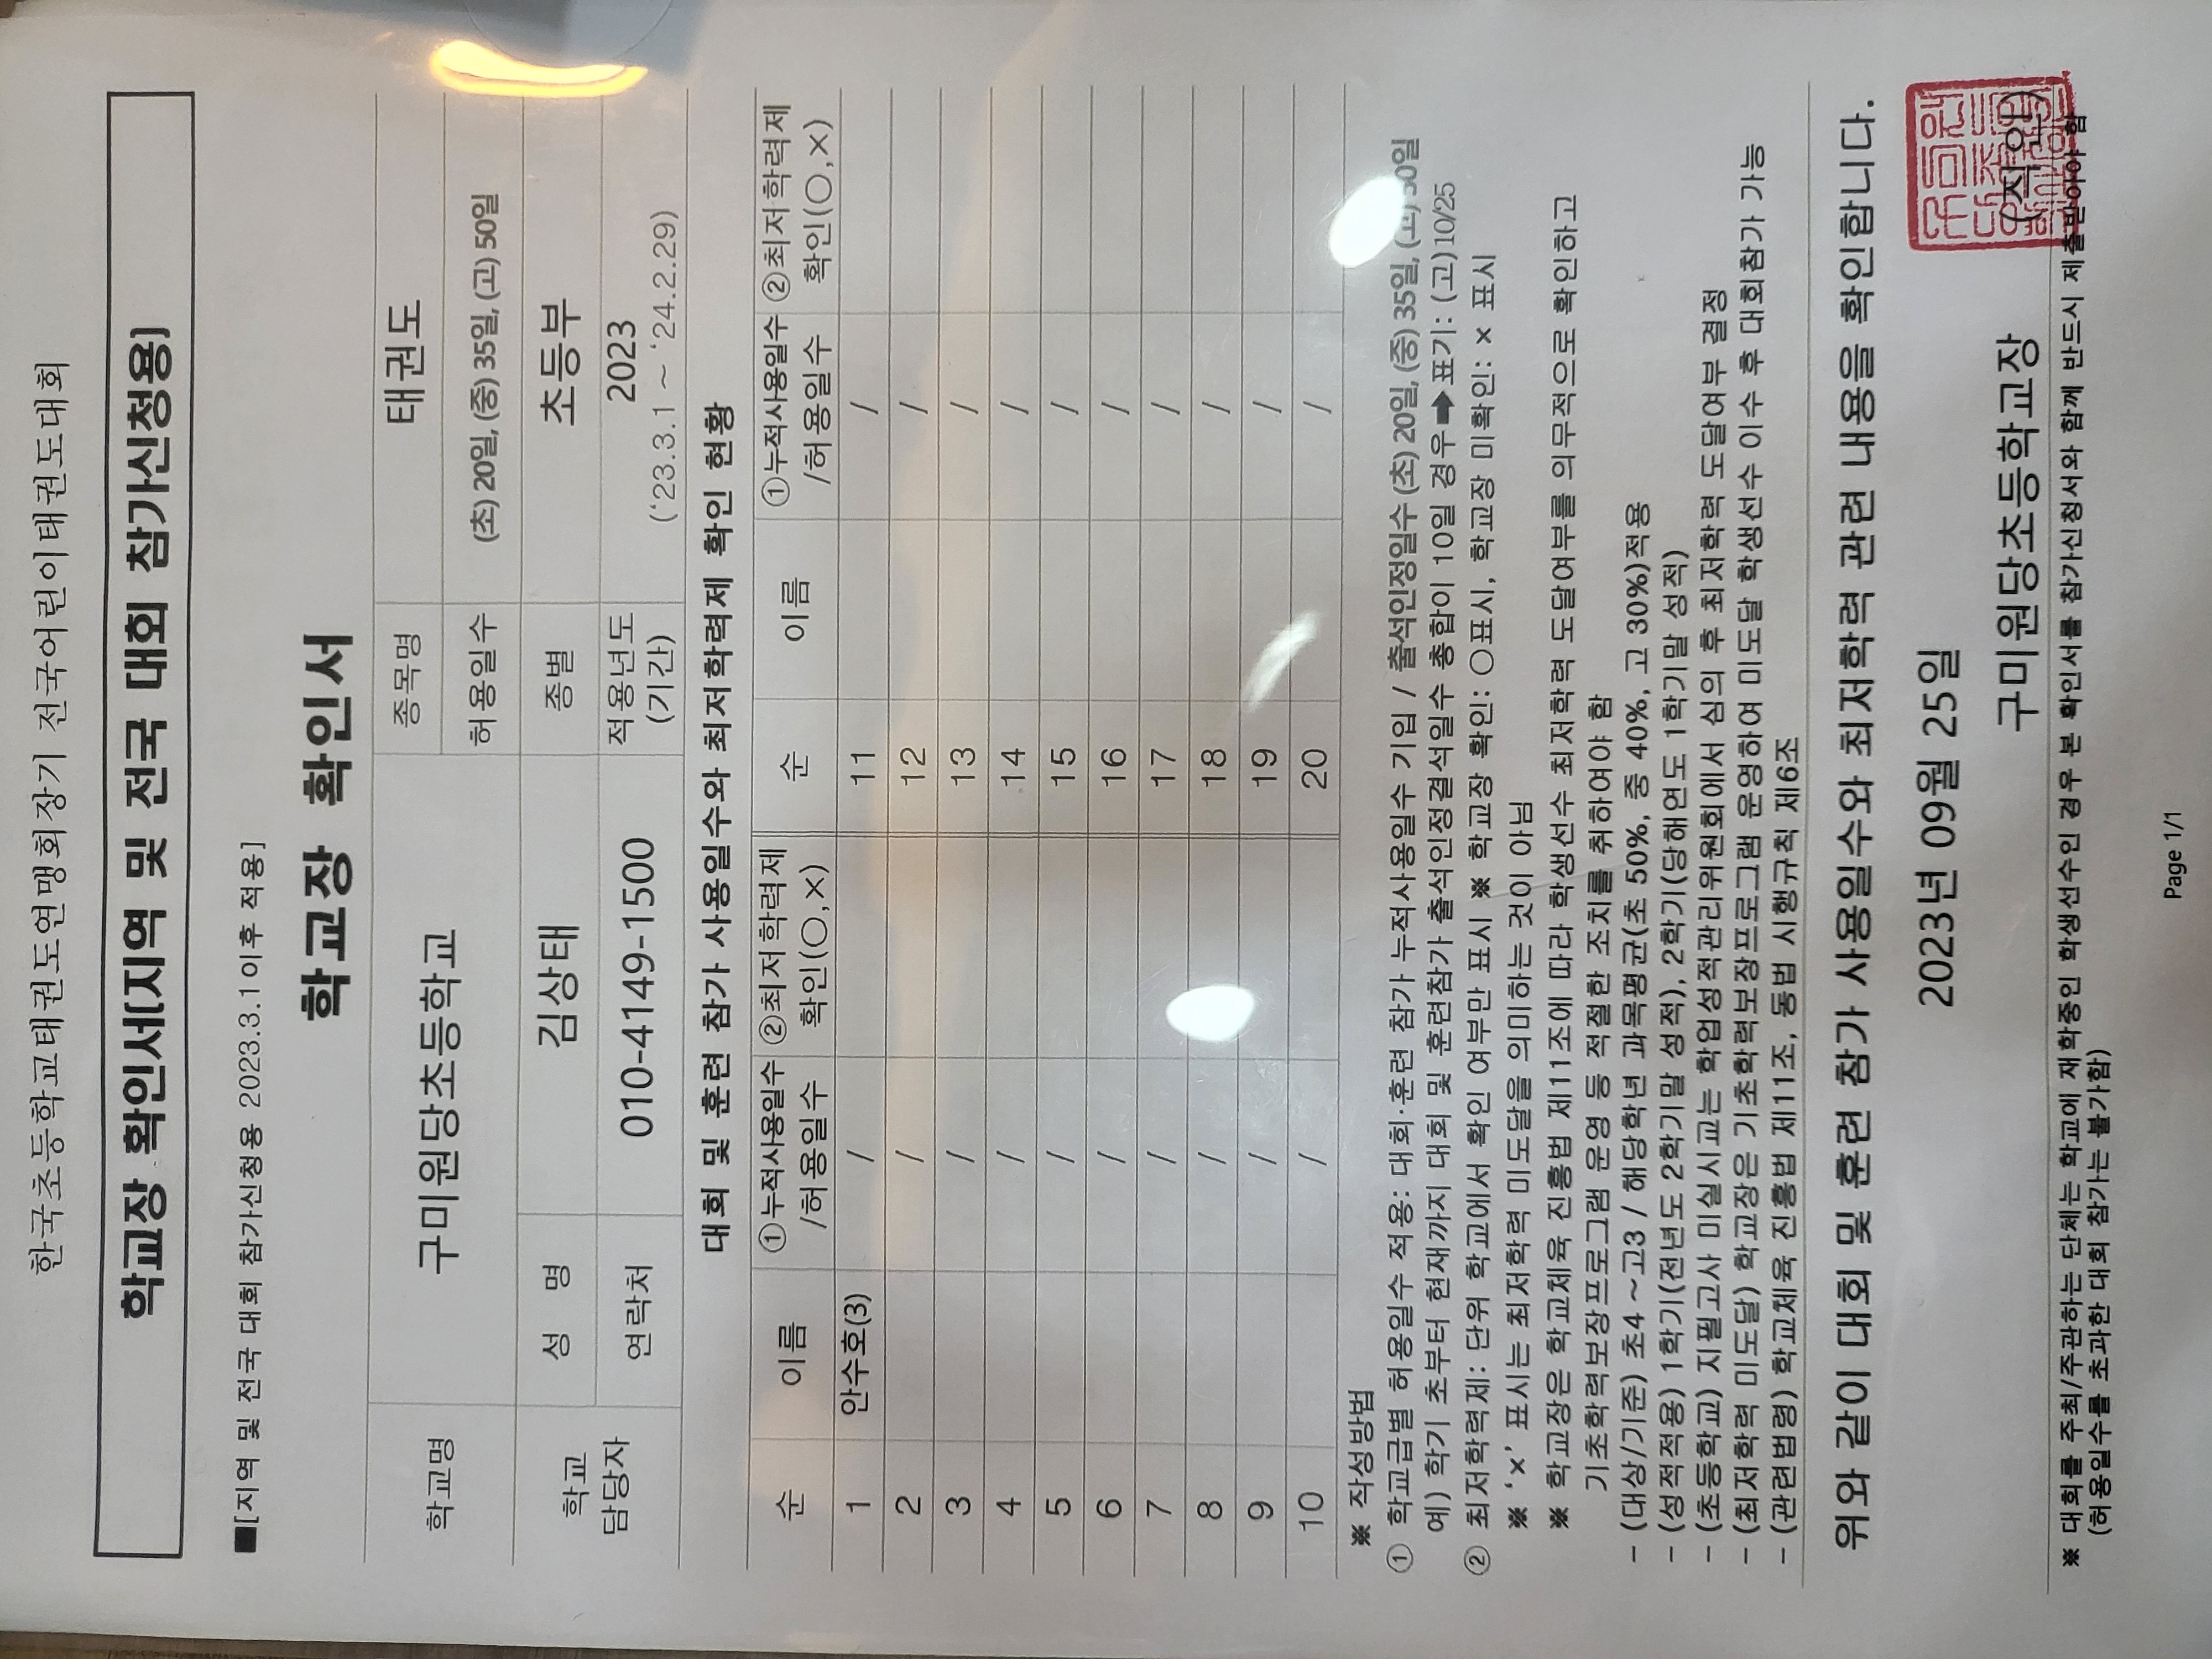 한국초등학교태권도연맹회장기 전국어린이태권도대회
학교장 확인서[지역 및 전국 대회 참가신청용]
■[지역 및 전국 대회 참가신청용 2023.3.1이후 적용]
학교장 확인서
학교명 구미원당초등학교 종목명 태권도
허용일수 (초) 20일, (중) 35일, (고) 50일
학교 담당자 성 명 김상태 종별 초등부
연락처 010-4149-1500 적용년도 (기간) 2023 ('23.3.1 ~ '24.2.29)
대회 및 훈련 참가 사용일수와 최저학력제 확인 현황
순 이름 ①누적사용일수 /허용일수 ②최저학력제 확인(○,×) 순 이름 ①누적사용일수 /허용일수 ②최저학력제 확인(○,×)
1 안수호(3) / 11 /
2 / 12 /
3 / 13 /
4 / 14 /
5 / 15 /
6 / 16 /
7 / 17 /
8 / 18 /
9 / 19 /
10 / 20 /
※ 작성방법
① 학교급별 허용일수 적용: 대회·훈련 참가 누적사용일수 기입 / 출석인정일수 (초) 20일, (중) 35일, (고) 50일
예) 학기 초부터 현재까지 대회 및 훈련참가 출석인정결석일수 총합이 10일 경우➡표기: (고)10/25
② 최저학력제: 단위 학교에서 확인 여부만 표시 ※ 학교장 확인: ○표시, 학교장 미확인: × 표시
※ '×' 표시는 최저학력 미도달을 의미하는 것이 아님
※ 학교장은 학교체육 진흥법 제11조에 따라 학생선수 최저학력 도달여부를 의무적으로 확인하고
기초학력보장프로그램 운영 등 적절한 조치를 취하여야 함
- (대상/기준) 초4 ~고3 / 해당학년 과목평균(초 50%, 중 40%, 고 30%)적용
- (성적적용) 1학기(전년도 2학기말 성적), 2학기(당해연도 1학기말 성적)
- (초등학교) 지필고사 미실시교는 학업성적관리위원회에서 심의 후 최저학력 도달여부 결정
- (최저학력 미도달) 학교장은 기초학력보장프로그램 운영하여 미도달 학생선수 이수 후 대회참가 가능
- (관련법령) 학교체육 진흥법 제11조, 동법 시행규칙 제6조
위와 같이 대회 및 훈련 참가 사용일수와 최저학력 관련 내용을 확인합니다.
2023년 09월 25일
구미원당초등학교장 (직인)
※ 대회를 주최/주관하는 단체는 학교에 재학중인 학생선수인 경우 본 확인서를 참가신청서와 함께 반드시 제출받아야 함
(허용일수를 초과한 대회 참가는 불가함)
Page 1/1